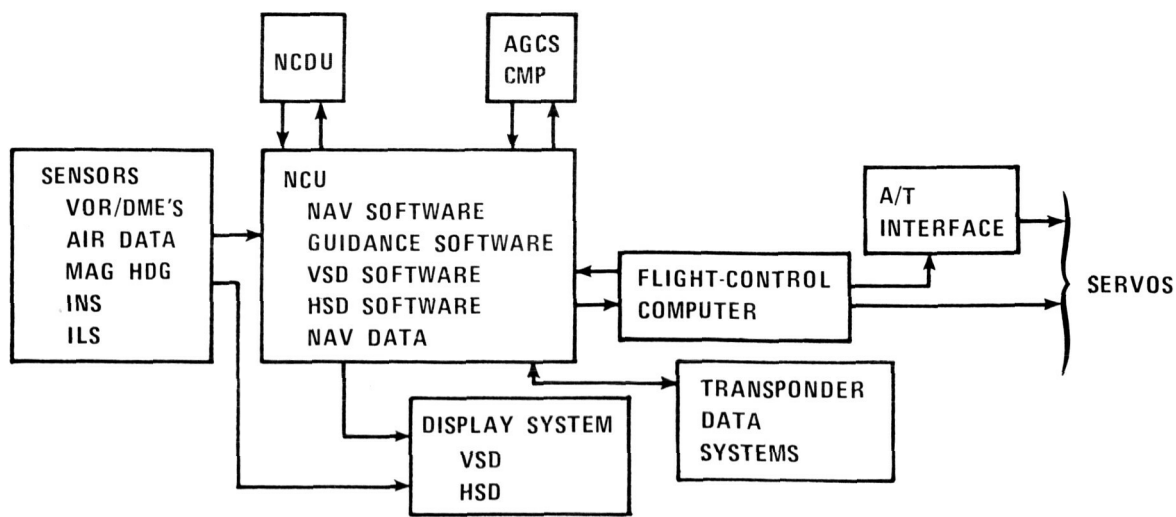 NCDU
AGCS
CMP
SENSORS
VOR/DME'S
AIR DATA
MAG HDG
INS
ILS
NCU
NAV SOFTWARE
GUIDANCE SOFTWARE
VSD SOFTWARE
HSD SOFTWARE
NAV DATA
A/T
INTERFACE
FLIGHT-CONTROL
COMPUTER
SERVOS
DISPLAY SYSTEM
VSD
HSD
TRANSPONDER
DATA
SYSTEMS